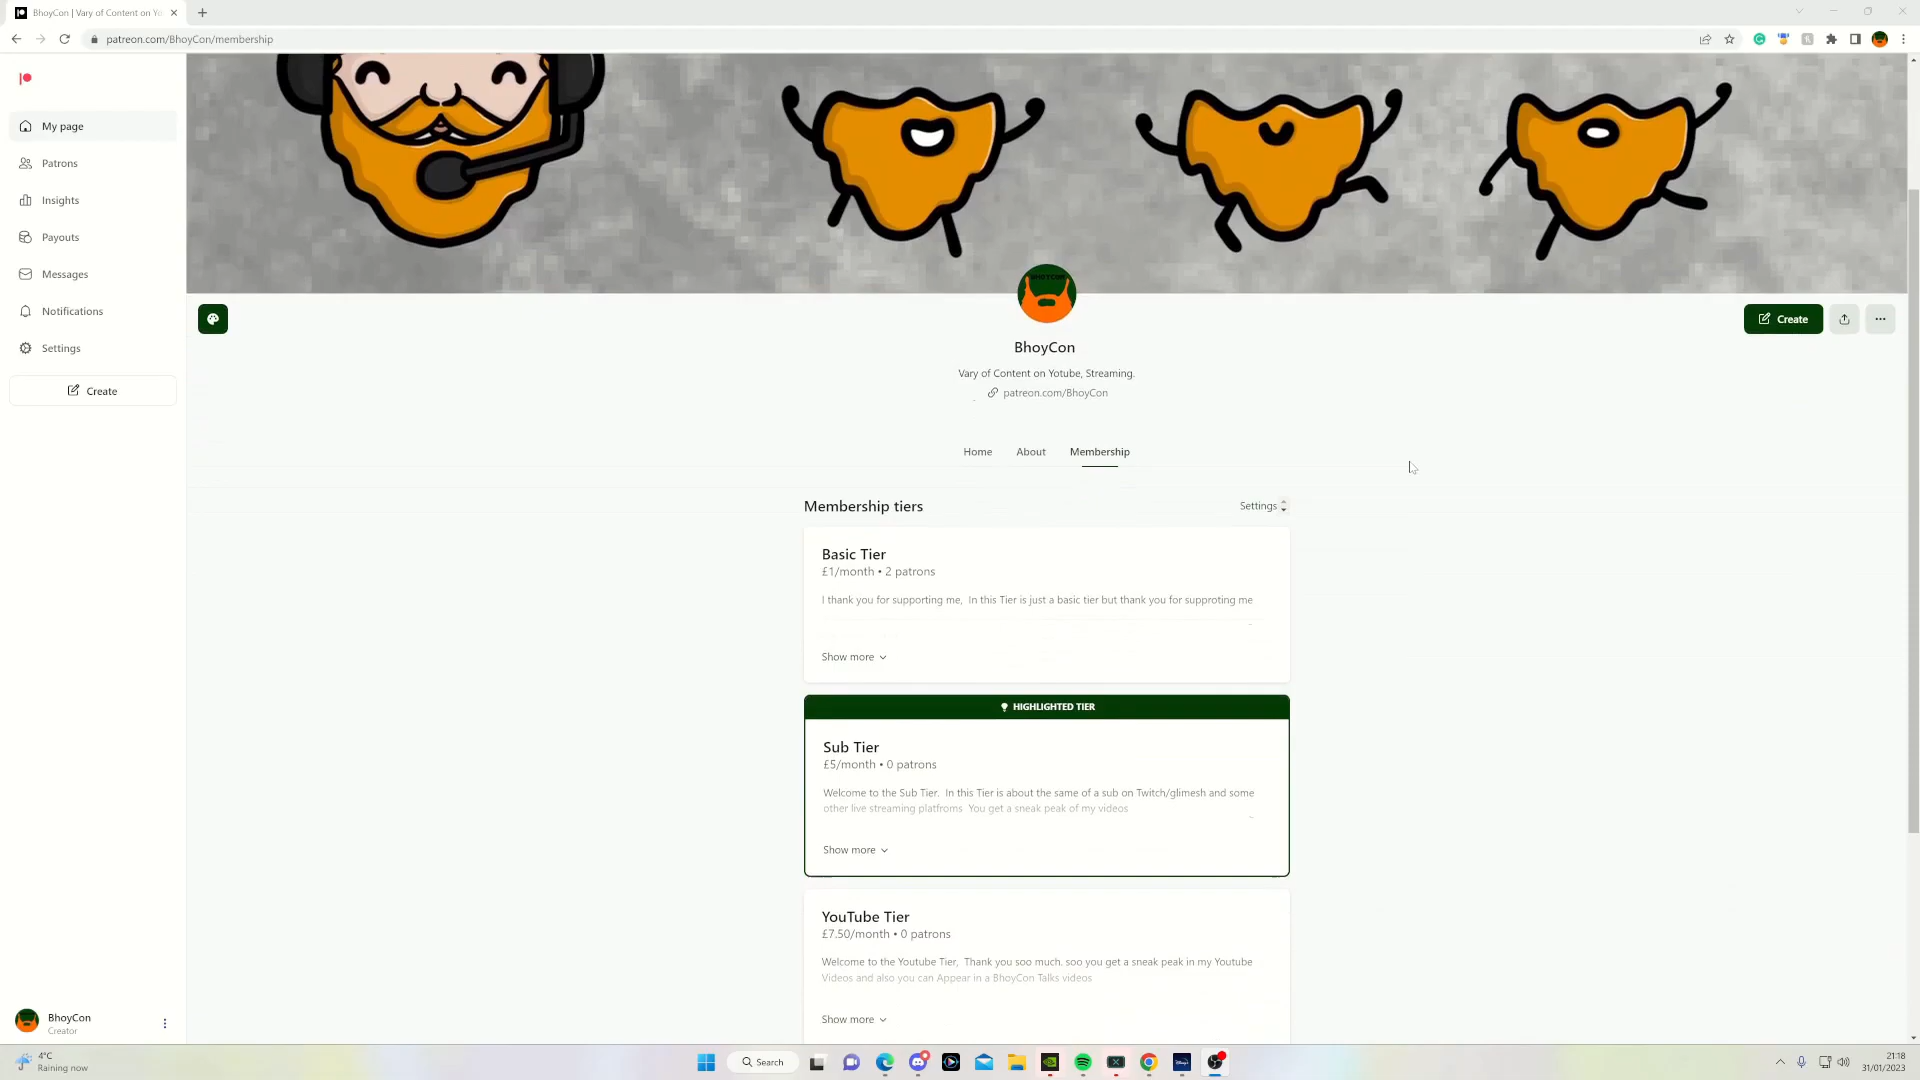 BhoyCon | Vary of Content on Yo
patreon.com/BhoyCon/membership
My page
Patrons
Insights
Payouts
Messages
Notifications
Settings
Create
Create
BhoyCon
Vary of Content on Yotube, Streaming.
patreon.com/BhoyCon
Home
About
Membership
Membership tiers
Settings
Basic Tier
£1/month • 2 patrons
I thank you for supporting me, In this Tier is just a basic tier but thank you for supproting me
Show more
HIGHLIGHTED TIER
Sub Tier
£5/month • 0 patrons
Welcome to the Sub Tier. In this Tier is about the same of a sub on Twitch/glimesh and some
other live streaming platfroms You get a sneak peak of my videos
Show more
YouTube Tier
£7.50/month • 0 patrons
Welcome to the Youtube Tier, Thank you soo much. soo you get a sneak peak in my Youtube
Videos and also you can Appear in a BhoyCon Talks videos
Show more
BhoyCon
Creator
4°C
Raining now
Search
21:18
31/01/2023